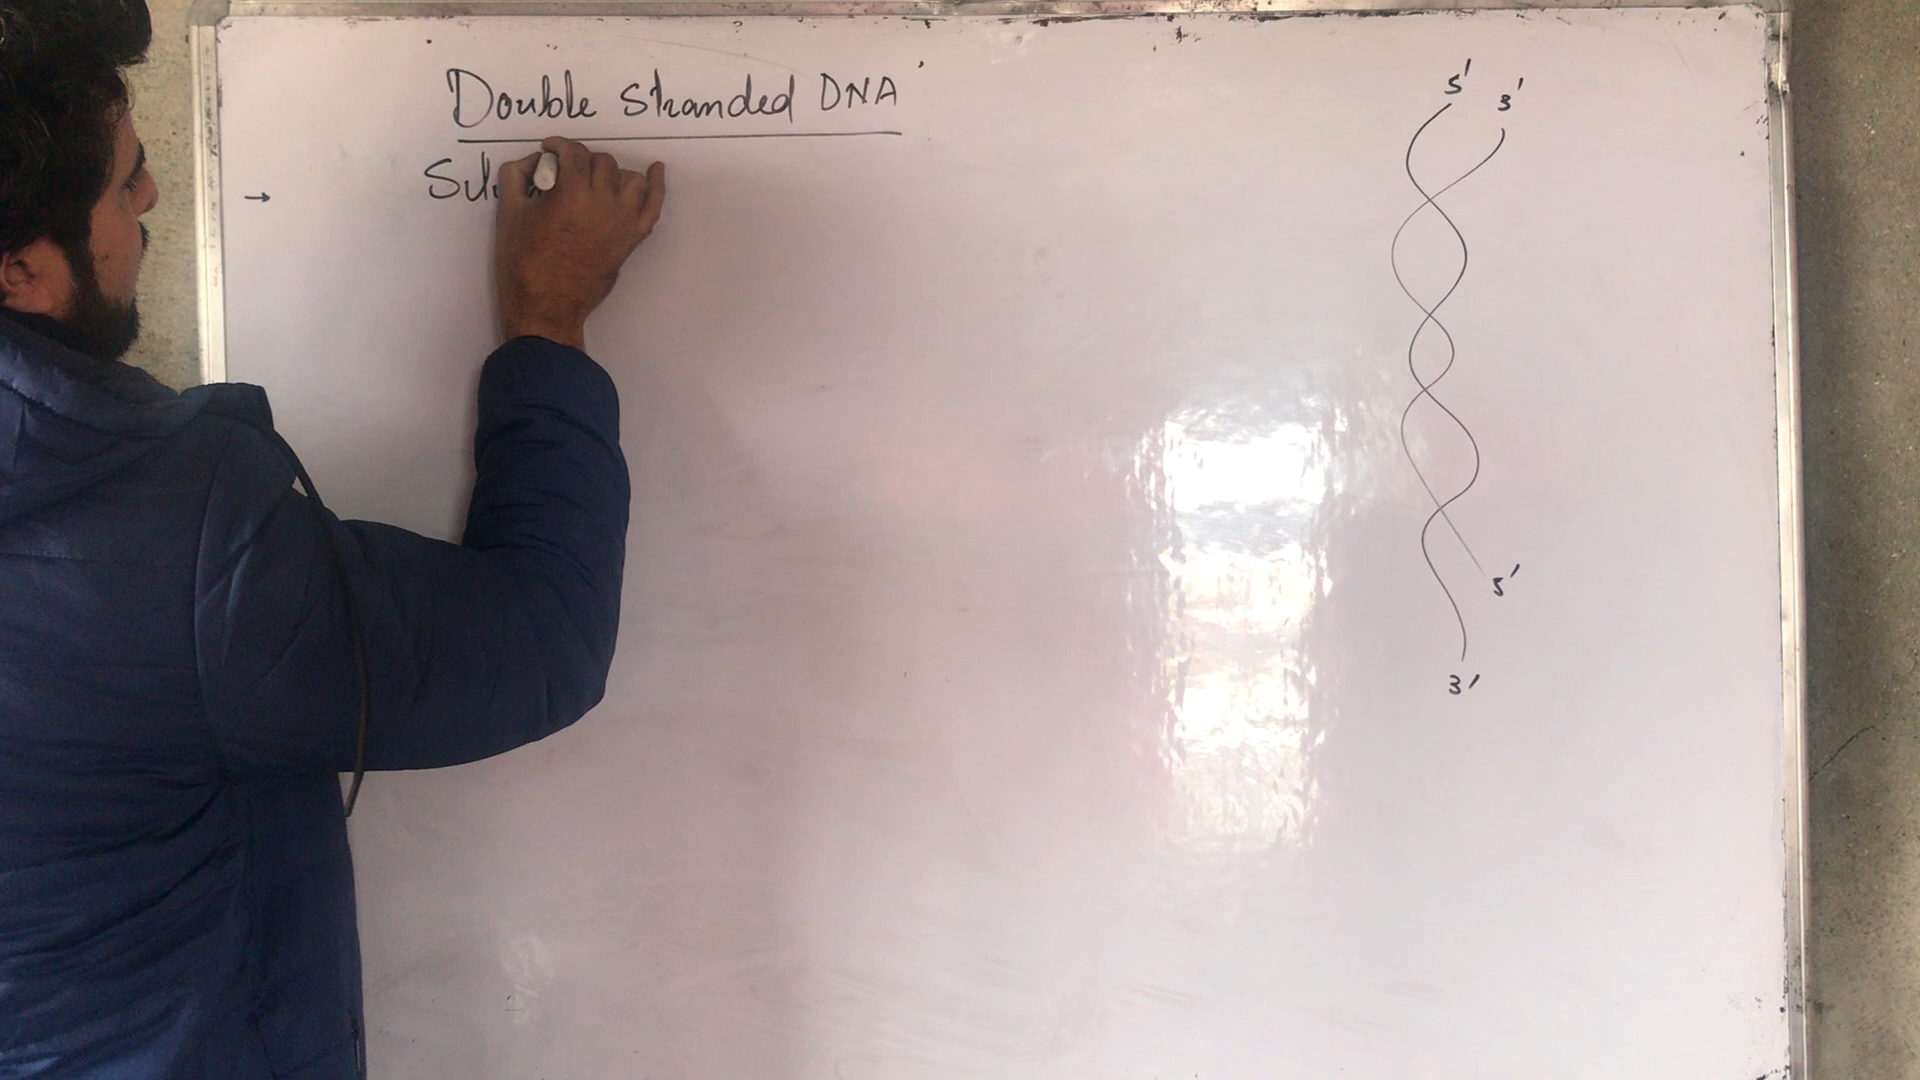 Double Stranded DNA
→
5' 3'
5'
3'